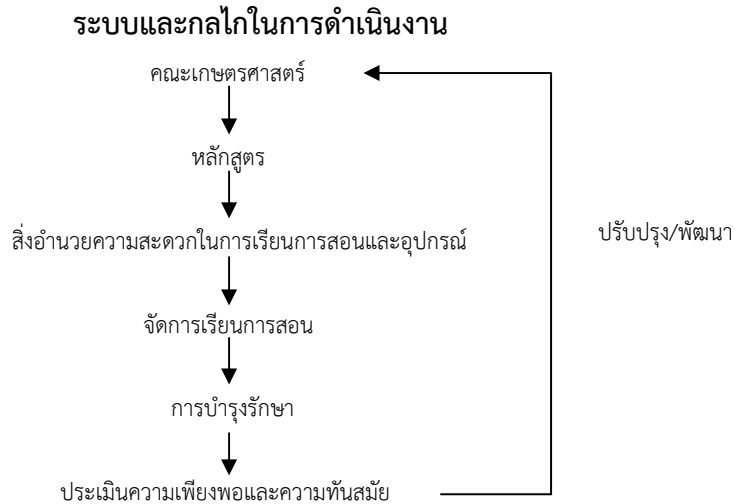 ระบบและกลไกในการดำเนินงาน
คณะเกษตรศาสตร์
หลักสูตร
สิ่งอำนวยความสะดวกในการเรียนการสอนและอุปกรณ์
ปรับปรุง/พัฒนา
จัดการเรียนการสอน
การบำรุงรักษา
ประเมินความเพียงพอและความทันสมัย